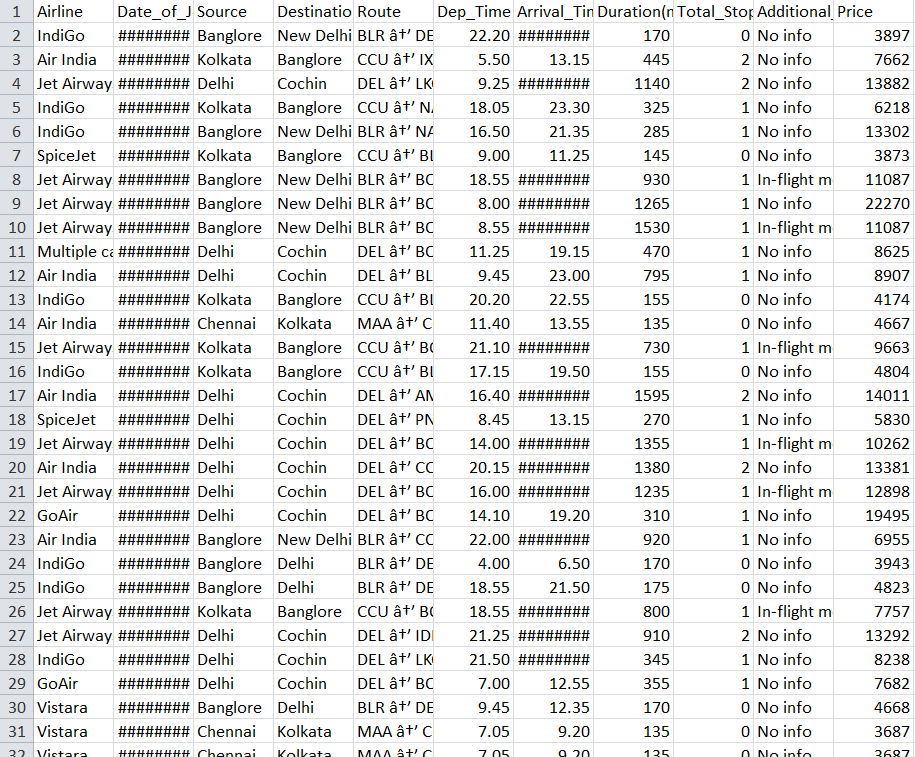 1 Airline Date_of_J Source Destinatio Route Dep_Time Arrival_Tin Duration(n Total_Stop Additional_ Price
2 IndiGo ######## Banglore New Delhi BLR â†’ DE 22.20 ######## 170 0 No info 3897
3 Air India ######## Kolkata Banglore CCU â†’ IX 5.50 13.15 445 2 No info 7662
4 Jet Airway ######## Delhi Cochin DEL â†’ LK 9.25 ######## 1140 2 No info 13882
5 IndiGo ######## Kolkata Banglore CCU â†’ NA 18.05 23.30 325 1 No info 6218
6 IndiGo ######## Banglore New Delhi BLR â†’ NA 16.50 21.35 285 1 No info 13302
7 SpiceJet ######## Kolkata Banglore CCU â†’ BL 9.00 11.25 145 0 No info 3873
8 Jet Airway ######## Banglore New Delhi BLR â†’ BC 18.55 ######## 930 1 In-flight m 11087
9 Jet Airway ######## Banglore New Delhi BLR â†’ BC 8.00 ######## 1265 1 No info 22270
10 Jet Airway ######## Banglore New Delhi BLR â†’ BC 8.55 ######## 1530 1 In-flight m 11087
11 Multiple ca ######## Delhi Cochin DEL â†’ BC 11.25 19.15 470 1 No info 8625
12 Air India ######## Delhi Cochin DEL â†’ BL 9.45 23.00 795 1 No info 8907
13 IndiGo ######## Kolkata Banglore CCU â†’ BL 20.20 22.55 155 0 No info 4174
14 Air India ######## Chennai Kolkata MAA â†’ C 11.40 13.55 135 0 No info 4667
15 Jet Airway ######## Kolkata Banglore CCU â†’ BC 21.10 ######## 730 1 In-flight m 9663
16 IndiGo ######## Kolkata Banglore CCU â†’ BL 17.15 19.50 155 0 No info 4804
17 Air India ######## Delhi Cochin DEL â†’ AM 16.40 ######## 1595 2 No info 14011
18 SpiceJet ######## Delhi Cochin DEL â†’ PN 8.45 13.15 270 1 No info 5830
19 Jet Airway ######## Delhi Cochin DEL â†’ BC 14.00 ######## 1355 1 In-flight m 10262
20 Air India ######## Delhi Cochin DEL â†’ CC 20.15 ######## 1380 2 No info 13381
21 Jet Airway ######## Delhi Cochin DEL â†’ BC 16.00 ######## 1235 1 In-flight m 12898
22 GoAir ######## Delhi Cochin DEL â†’ BC 14.10 19.20 310 1 No info 19495
23 Air India ######## Banglore New Delhi BLR â†’ CC 22.00 ######## 920 1 No info 6955
24 IndiGo ######## Banglore Delhi BLR â†’ DE 4.00 6.50 170 0 No info 3943
25 IndiGo ######## Banglore Delhi BLR â†’ DE 18.55 21.50 175 0 No info 4823
26 Jet Airway ######## Kolkata Banglore CCU â†’ BC 18.55 ######## 800 1 In-flight m 7757
27 Jet Airway ######## Delhi Cochin DEL â†’ ID 21.25 ######## 910 2 No info 13292
28 IndiGo ######## Delhi Cochin DEL â†’ LK 21.50 ######## 345 1 No info 8238
29 GoAir ######## Delhi Cochin DEL â†’ BC 7.00 12.55 355 1 No info 7682
30 Vistara ######## Banglore Delhi BLR â†’ DE 9.45 12.35 170 0 No info 4668
31 Vistara ######## Chennai Kolkata MAA â†’ C 7.05 9.20 135 0 No info 3687
32 Vistara ######## Chennai Kolkata MAA â†’ C 7.05 9.20 135 0 No info 3687